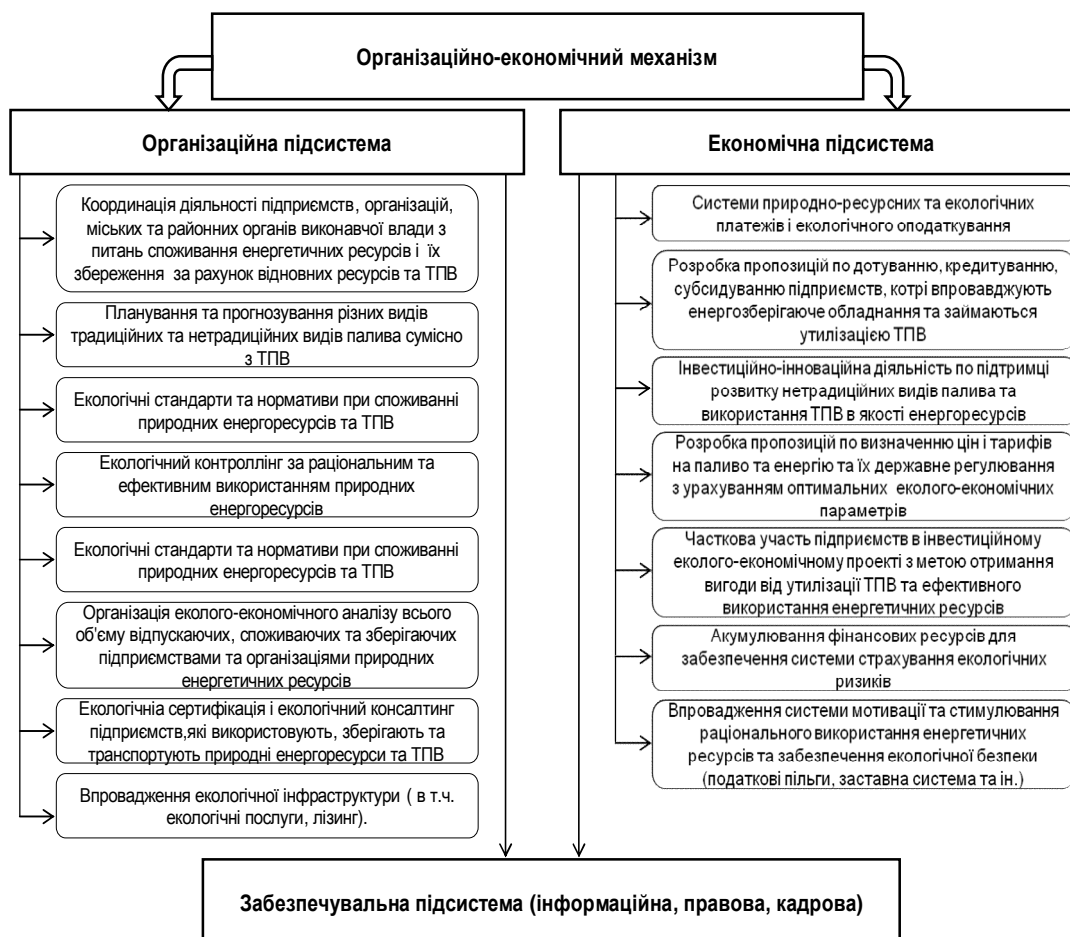 Організаційно-економічний механізм
Організаційна підсистема
Координація діяльності підприємств, організацій,
міських та районних органів виконавчої влади з
питань споживання енергетичних ресурсів і їх
збереження за рахунок відновних ресурсів та ТПВ
Планування та прогнозування різних видів
традиційних та нетрадиційних видів палива сумісно
з ТПВ
Екологічні стандарти та нормативи при споживанні
природних енергоресурсів та ТПВ
Екологічний контроллінг за раціональним та
ефективним використанням природних
енергоресурсів
Екологічні стандарти та нормативи при споживанні
природних енергоресурсів та ТПВ
Організація еколого-економічного аналізу всього
об'єму відпускаючих, споживаючих та зберігаючих
підприємствами та організаціями природних
енергетичних ресурсів
Екологічніа сертифікація і екологічний консалтинг
підприємств,які використовують, зберігають та
транспортують природні енергоресурси та ТПВ
Впровадження екологічної інфраструктури ( в т.ч.
екологічні послуги, лізинг).
Економічна підсистема
Системи природно-ресурсних та екологічних
платежів і екологічного оподаткування
Розробка пропозицій по дотуванню, кредитуванню,
субсидуванню підприємств, котрі впровавджують
енергозберігаюче обладнання та займаються
утилізацією ТПВ
Інвестиційно-інноваційна діяльність по підтримці
розвитку нетрадиційних видів палива та
використання ТПВ в якості енергоресурсів
Розробка пропозицій по визначенню цін і тарифів
на паливо та енергію та їх державне регулювання
з урахуванням оптимальних еколого-економічних
параметрів
Часткова участь підприємств в інвестиційному
еколого-економічному проекті з метою отримання
вигоди від утилізації ТПВ та ефективного
використання енергетичних ресурсів
Акумулювання фінансових ресурсів для
забезпечення системи страхування екологічних
ризиків
Впровадження системи мотивації та стимулювання
раціонального використання енергетичних
ресурсів та забезпечення екологічної безпеки
(податкові пільги, заставна система та ін.)
Забезпечувальна підсистема (інформаційна, правова, кадрова)